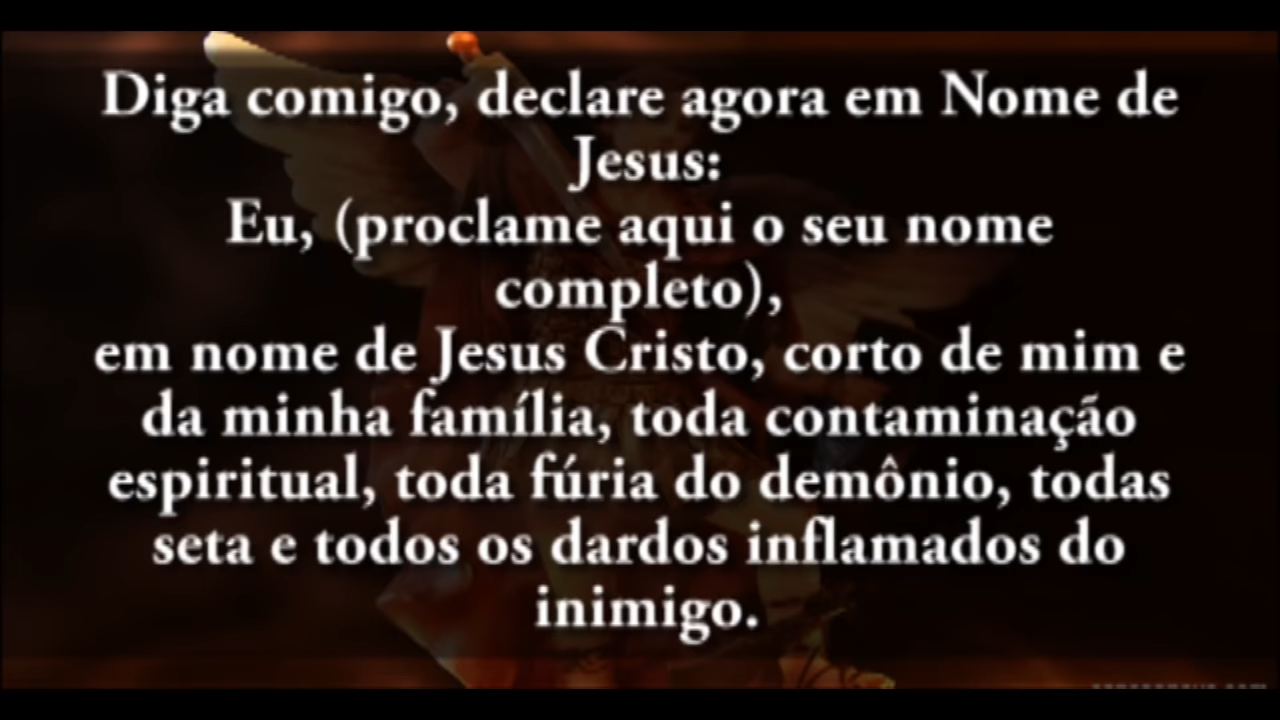 Diga comigo, declare agora em Nome de
Jesus:
Eu, (proclame aqui o seu nome
completo),
em nome de Jesus Cristo, corto de mim e
da minha família, toda contaminação
espiritual, toda fúria do demônio, todas
seta e todos os dardos inflamados do
inimigo.